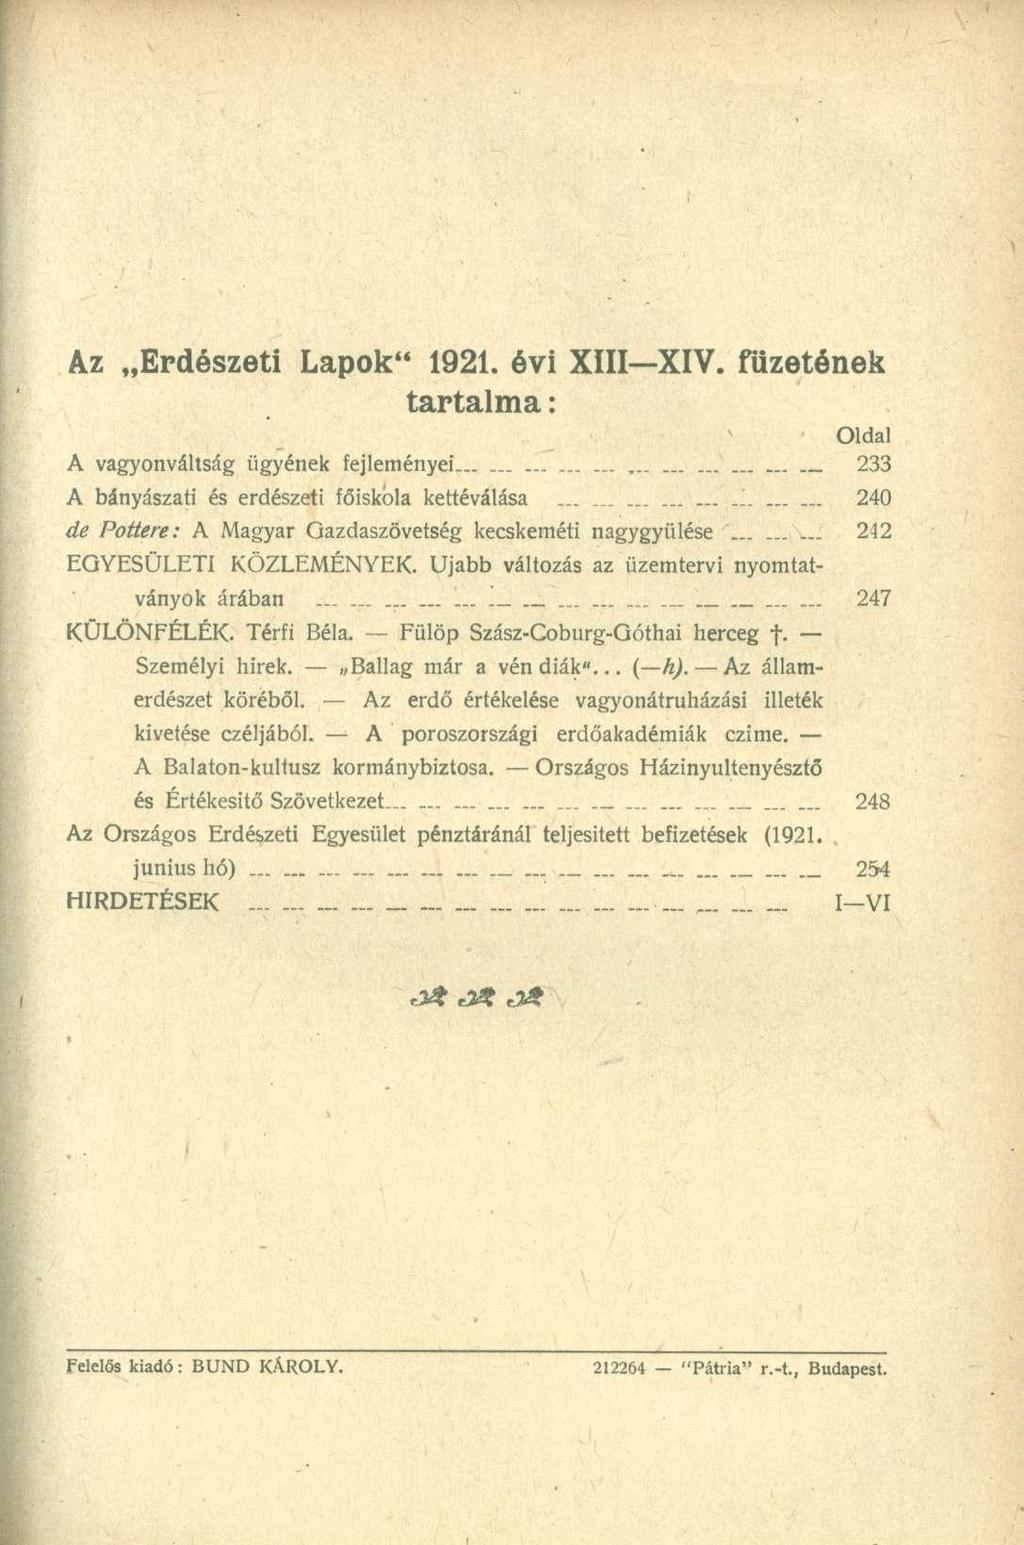 Az „Erdészeti Lapok“ 1921. évi XIII—XIV. füzetének
tartalma:
Oldal
A vagyonváltság ügyének fejleményei 233
A bányászati és erdészeti főiskola kettéválása 240
de Pottere: A Magyar Gazdaszövetség kecskeméti nagygyülése 242
EGYESÜLETI KÖZLEMÉNYEK. Ujabb változás az üzemtervi nyomtat-
ványok árában 247
KÜLÖNFÉLÉK. Térfi Béla. — Fülöp Szász-Coburg-Góthai herceg †. —
Személyi hirek. — „Ballag már a vén diák“... (—h). — Az állam-
erdészet köréből. — Az erdő értékelése vagyonátruházási illeték
kivetése czéljából. — A poroszországi erdőakadémiák czime. —
A Balaton-kultusz kormánybiztosa. — Országos Házinyultenyésztő
és Értékesitő Szövetkezet 248
Az Országos Erdészeti Egyesület pénztáránál teljesitett befizetések (1921.
junius hó) 254
HIRDETÉSEK I—VI
Felelős kiadó: BUND KÁROLY. 212264 — "Pátria" r.-t., Budapest.